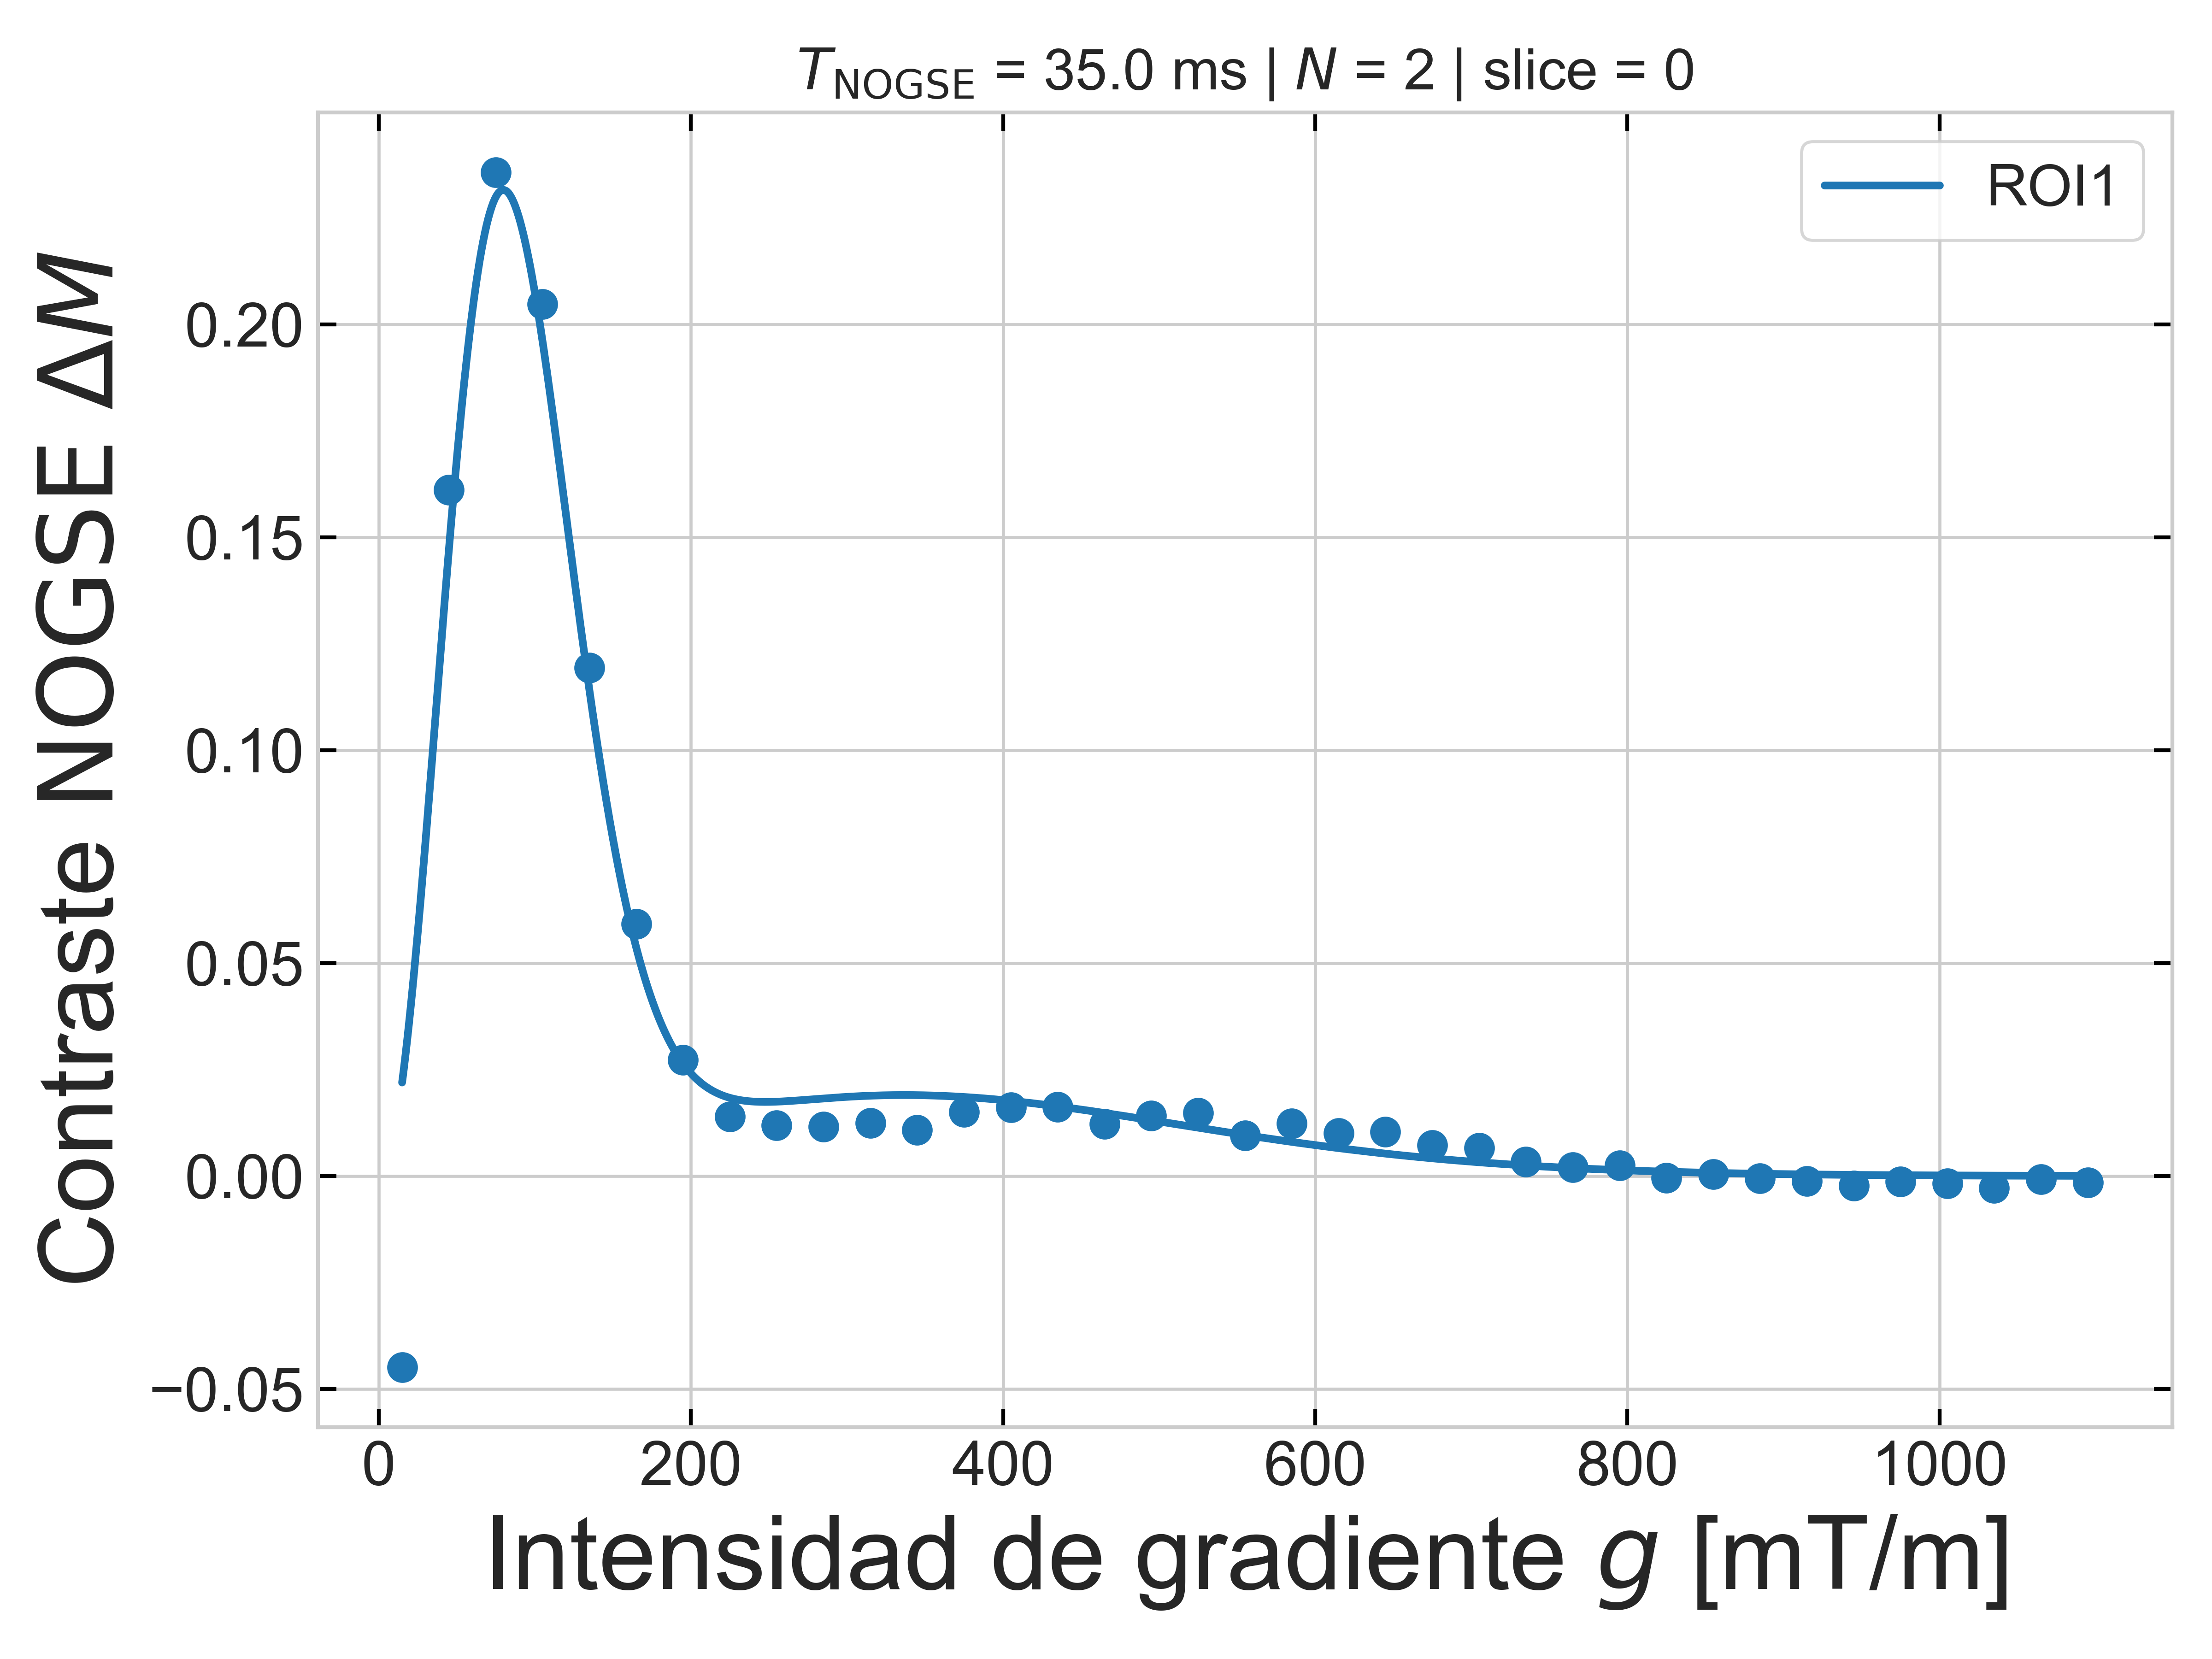 T_NOGSE = 35.0 ms | N = 2 | slice = 0
ROI1
Contraste NOGSE ΔM
0.20
0.15
0.10
0.05
0.00
−0.05
0 200 400 600 800 1000
Intensidad de gradiente g [mT/m]